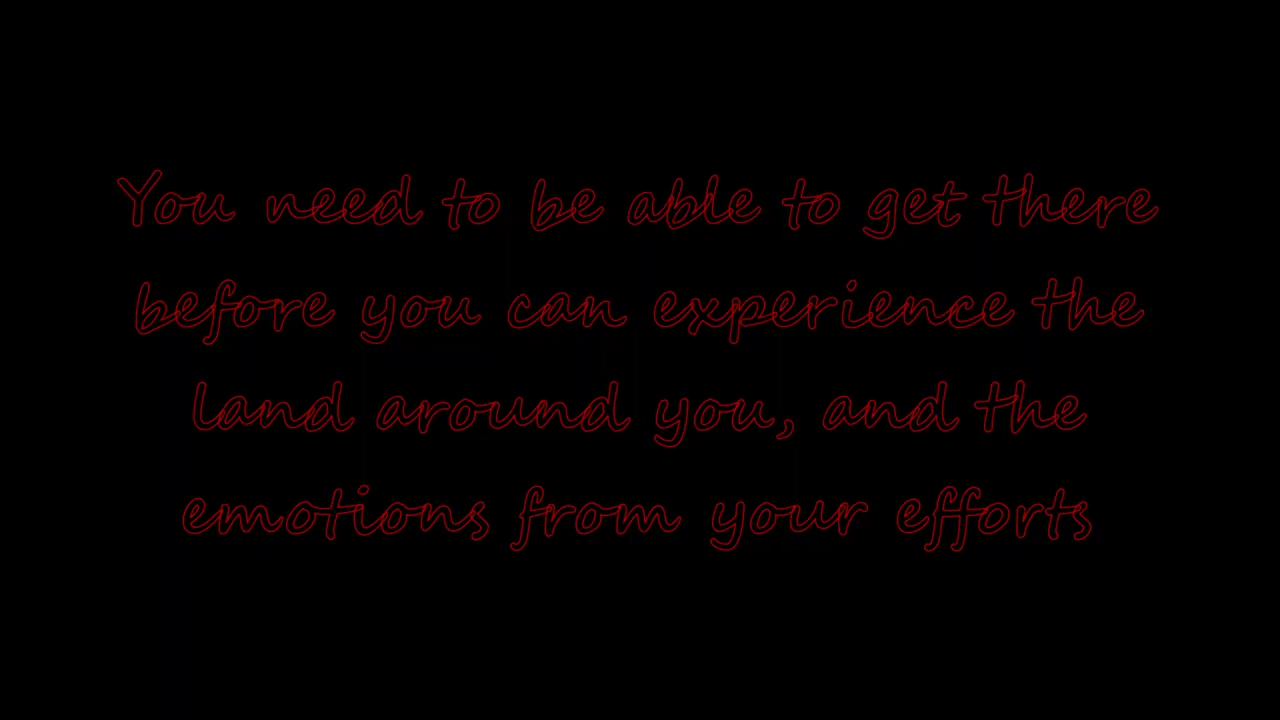 You need to be able to get there
before you can experience the
land around you, and the
emotions from your efforts